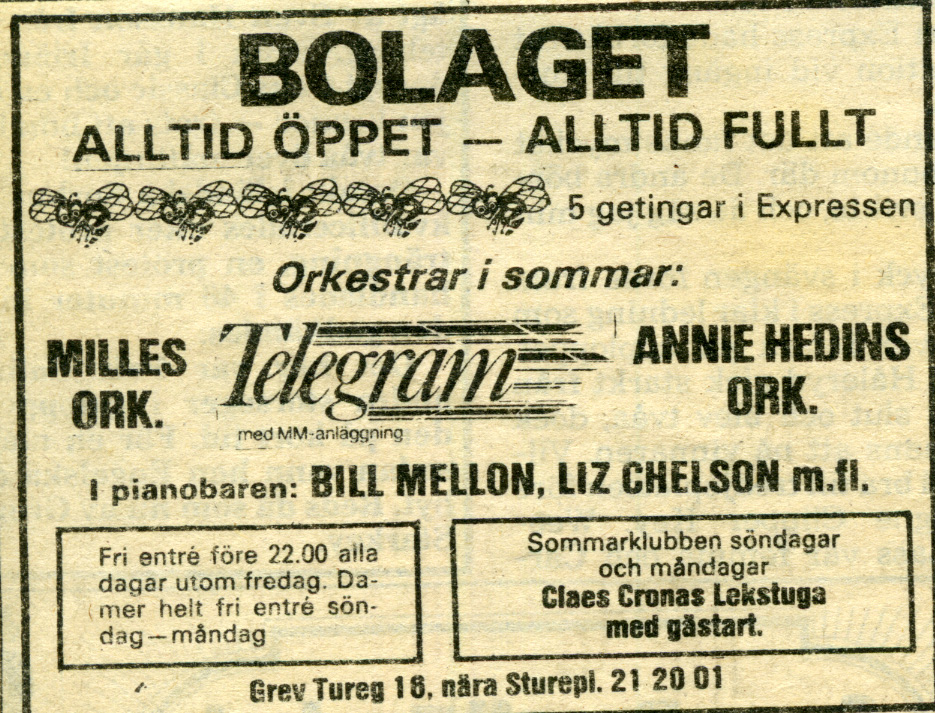 BOLAGET
ALLTID ÖPPET — ALLTID FULLT
5 getingar i Expressen
Orkestrar i sommar:
MILLES
ORK.
Telegram
med MM-anläggning
ANNIE HEDINS
ORK.
I pianobaren: BILL MELLON, LIZ CHELSON m.fl.
Fri entré före 22.00 alla
dagar utom fredag. Da-
mer helt fri entré sön-
dag—måndag
Sommarklubben söndagar
och måndagar
Claes Cronas Lekstuga
med gästart.
Grev Tureg 16, nära Sturepl. 21 20 01